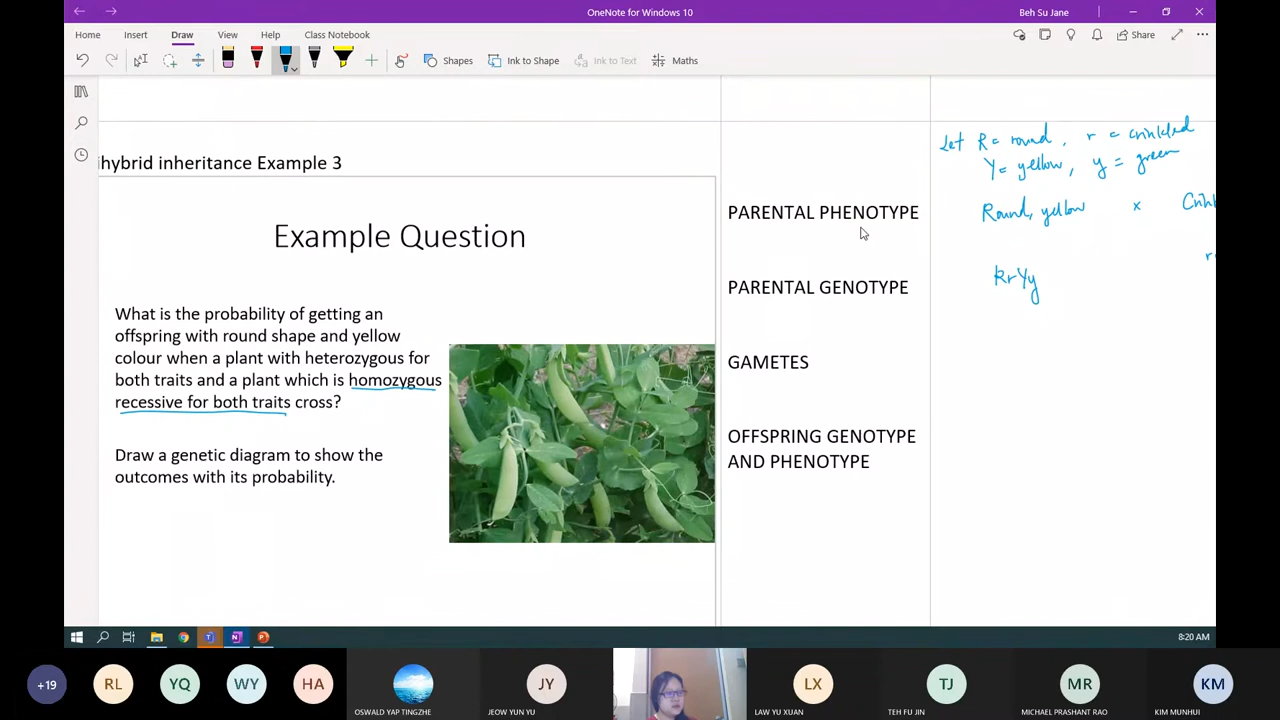 OneNote for Windows 10
Beh Su Jane
Home Insert Draw View Help Class Notebook
Share
Shapes Ink to Shape Ink to Text Maths
ihybrid inheritance Example 3
Example Question
What is the probability of getting an
offspring with round shape and yellow
colour when a plant with heterozygous for
both traits and a plant which is homozygous
recessive for both traits cross?
Draw a genetic diagram to show the
outcomes with its probability.
PARENTAL PHENOTYPE
PARENTAL GENOTYPE
GAMETES
OFFSPRING GENOTYPE
AND PHENOTYPE
Let R = round, r = crinkled
Y = yellow, y = green
Round, yellow x Crink
RrYy
r
8:20 AM
+19 RL YQ WY HA JY LX TJ MR KM
OSWALD YAP TINGZHE JEOW YUN YU LAW YU XUAN TEH FU JIN MICHAEL PRASHANT RAO KIM MUNHUI